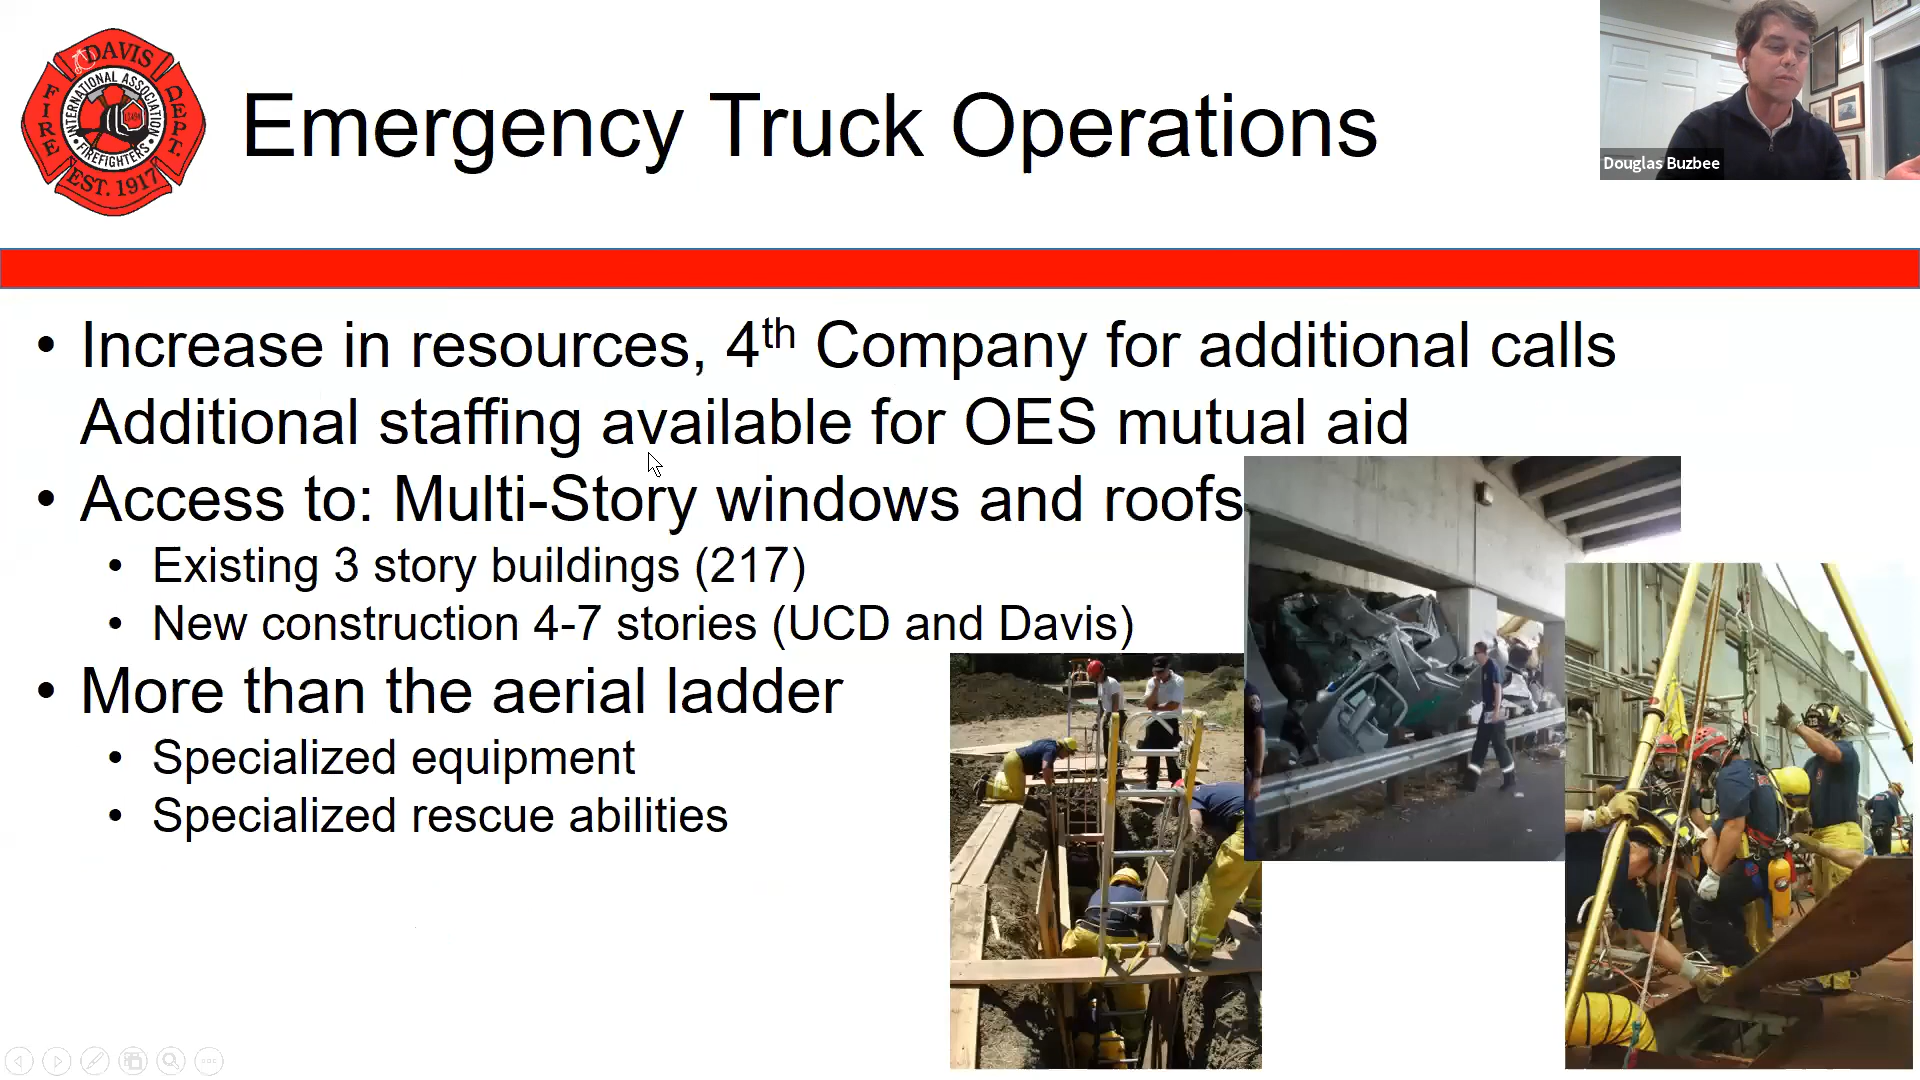 DAVIS
FIRE
DEPT.
INTERNATIONAL ASSOCIATION
FIREFIGHTERS
EST. 1917
Emergency Truck Operations
Douglas Buzbee
• Increase in resources, 4th Company for additional calls
Additional staffing available for OES mutual aid
• Access to: Multi-Story windows and roofs
• Existing 3 story buildings (217)
• New construction 4-7 stories (UCD and Davis)
• More than the aerial ladder
• Specialized equipment
• Specialized rescue abilities